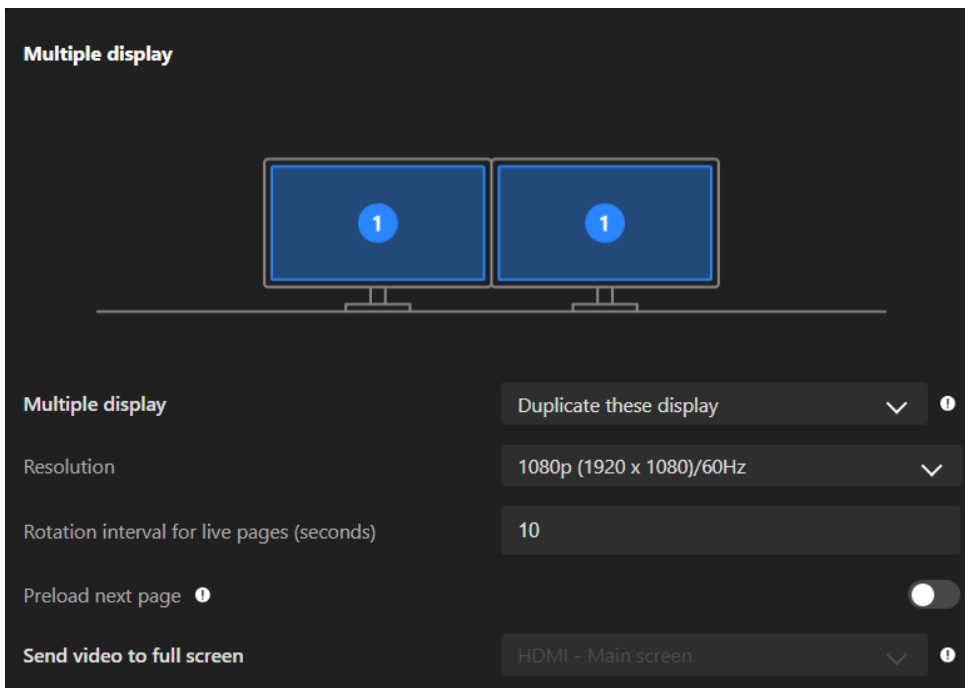 Multiple display
1 1
Multiple display Duplicate these display
Resolution 1080p (1920 x 1080)/60Hz
Rotation interval for live pages (seconds) 10
Preload next page
Send video to full screen HDMI - Main screen